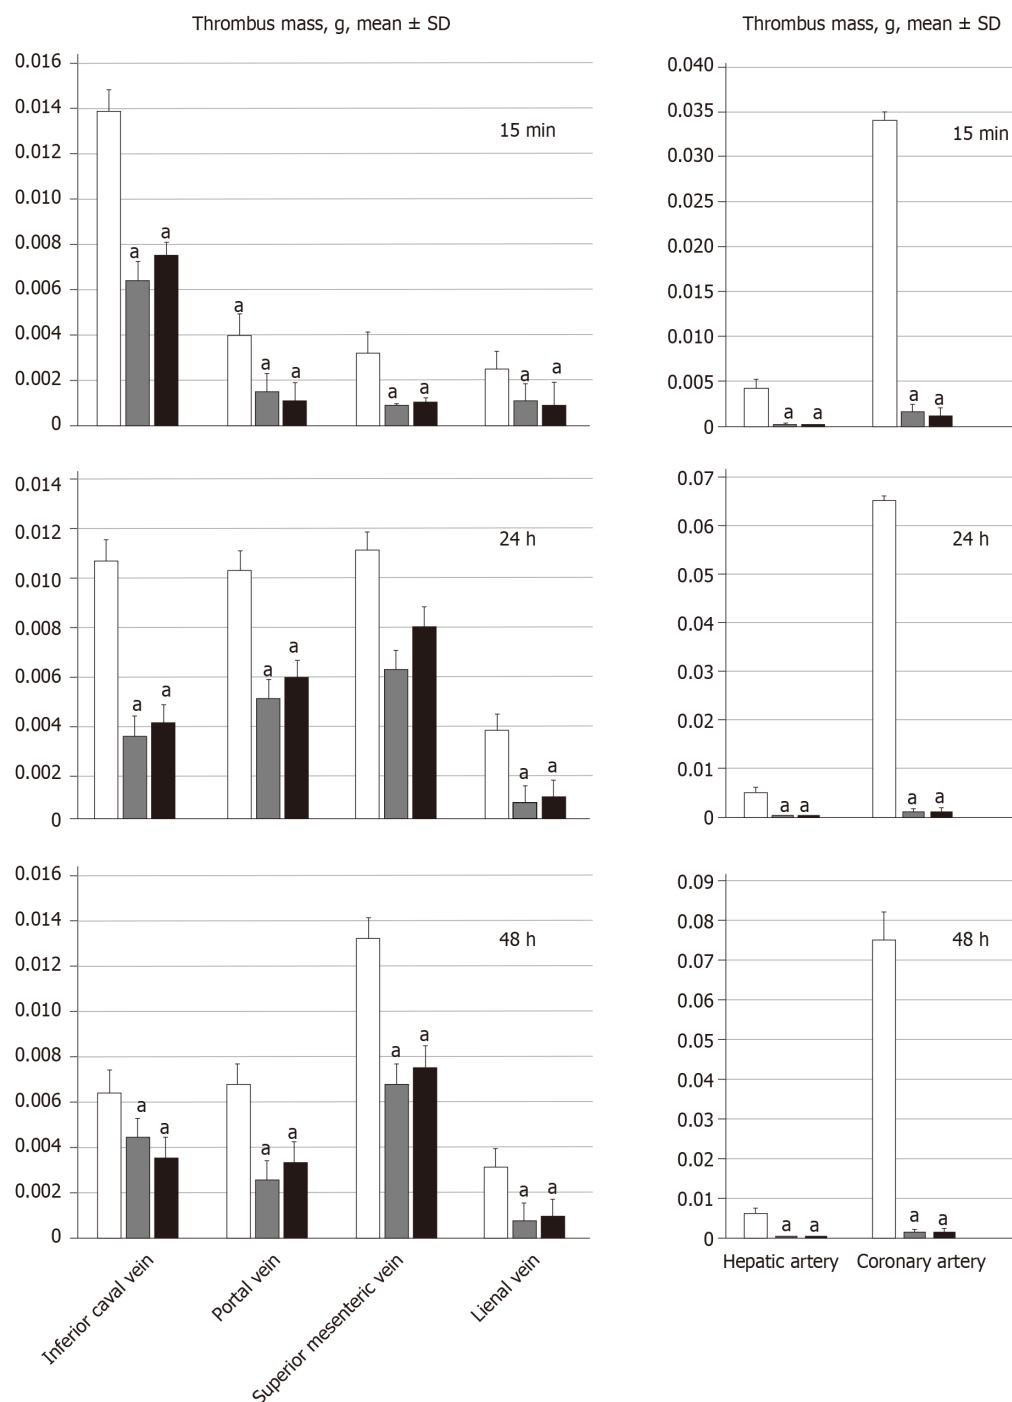 Thrombus mass, g, mean ± SD
0.016
0.014
0.012
0.010
0.008
0.006
0.004
0.002
0
15 min
a
a
a
a
a
a
a
a
a
Thrombus mass, g, mean ± SD
0.040
0.035
0.030
0.025
0.020
0.015
0.010
0.005
0
15 min
a
a
a
a
0.014
0.012
0.010
0.008
0.006
0.004
0.002
0
24 h
a
a
a
a
a
a
0.07
0.06
0.05
0.04
0.03
0.02
0.01
0
24 h
a
a
a
a
0.016
0.014
0.012
0.010
0.008
0.006
0.004
0.002
0
48 h
a
a
a
a
a
a
a
a
Inferior caval vein
Portal vein
Superior mesenteric vein
Lienal vein
0.09
0.08
0.07
0.06
0.05
0.04
0.03
0.02
0.01
0
48 h
a
a
a
a
Hepatic artery
Coronary artery